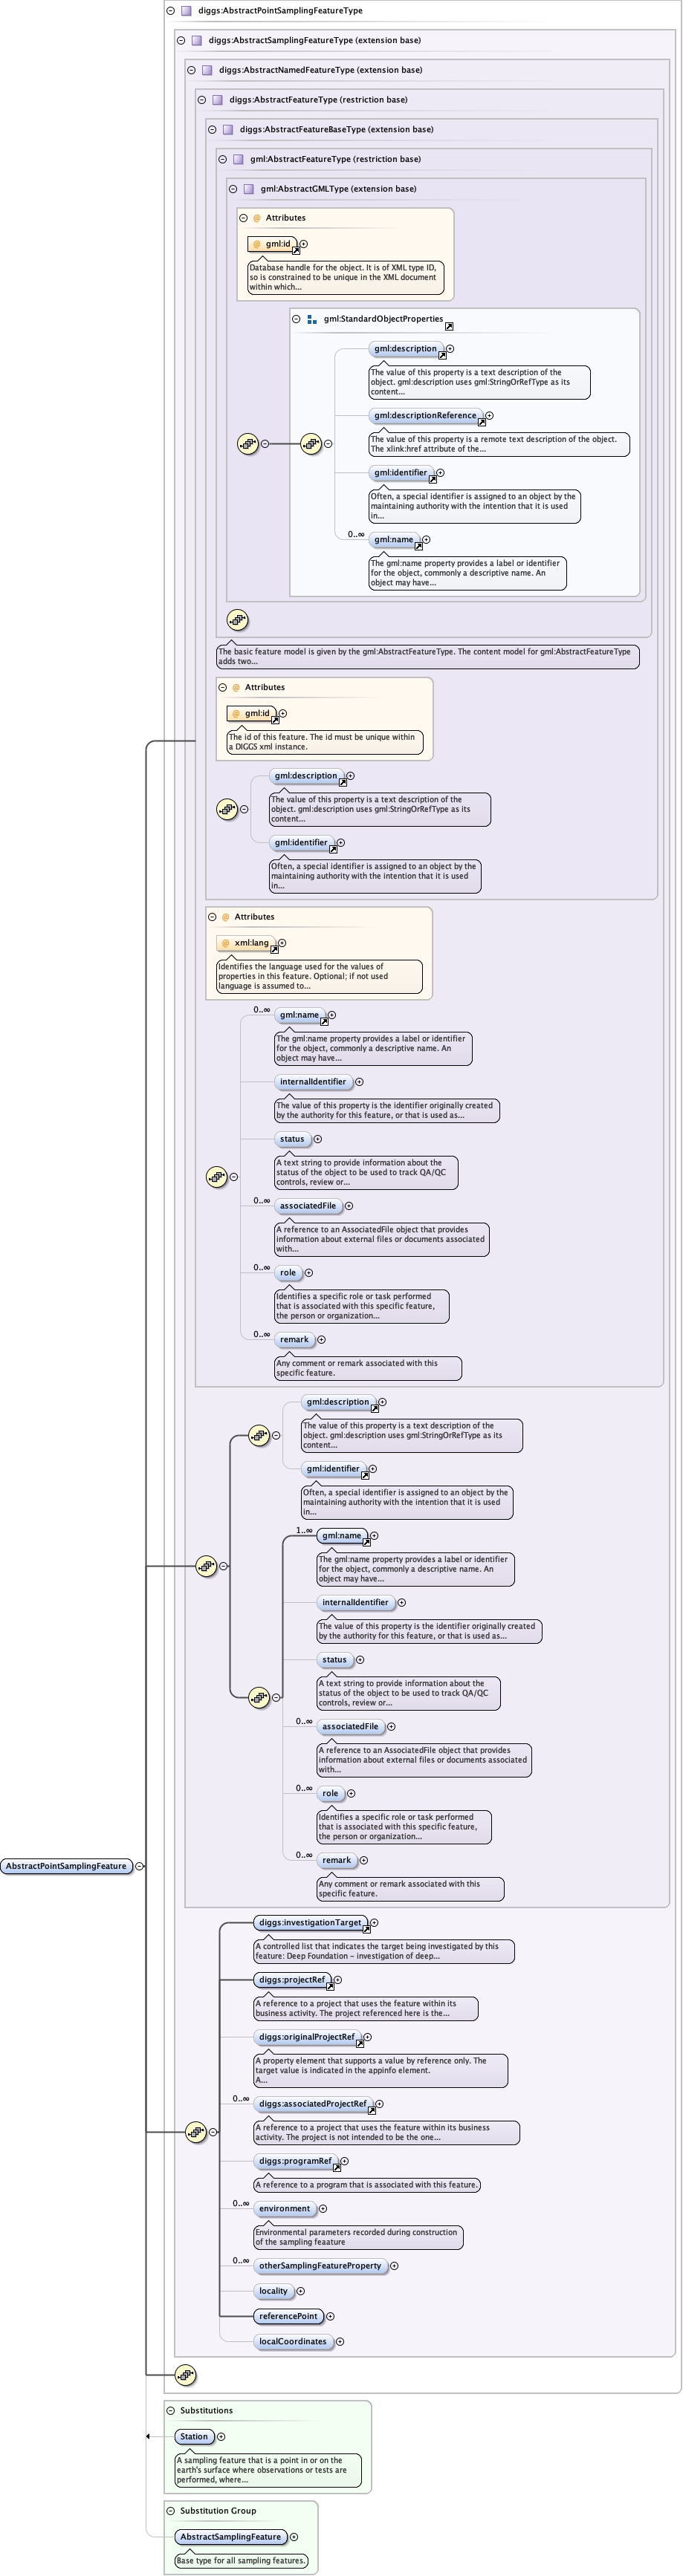 diggs:AbstractPointSamplingFeatureType
diggs:AbstractSamplingFeatureType (extension base)
diggs:AbstractNamedFeatureType (extension base)
diggs:AbstractFeatureType (restriction base)
diggs:AbstractFeatureBaseType (extension base)
gml:AbstractFeatureType (restriction base)
gml:AbstractGMLType (extension base)
@ Attributes
@ gml:id
Database handle for the object. It is of XML type ID,
so is constrained to be unique in the XML document
within which...
gml:StandardObjectProperties
gml:description
The value of this property is a text description of the
object. gml:description uses gml:StringOrRefType as its
content...
gml:descriptionReference
The value of this property is a remote text description of the object.
The xlink:href attribute of the...
gml:identifier
Often, a special identifier is assigned to an object by the
maintaining authority with the intention that it is used
in...
0..∞
gml:name
The gml:name property provides a label or identifier
for the object, commonly a descriptive name. An
object may have...
The basic feature model is given by the gml:AbstractFeatureType. The content model for gml:AbstractFeatureType
adds two...
@ Attributes
@ gml:id
The id of this feature. The id must be unique within
a DIGGS xml instance.
gml:description
The value of this property is a text description of the
object. gml:description uses gml:StringOrRefType as its
content...
gml:identifier
Often, a special identifier is assigned to an object by the
maintaining authority with the intention that it is used
in...
@ Attributes
@ xml:lang
Identifies the language used for the values of
properties in this feature. Optional; if not used
language is assumed to...
0..∞
gml:name
The gml:name property provides a label or identifier
for the object, commonly a descriptive name. An
object may have...
internalIdentifier
The value of this property is the identifier originally created
by the authority for this feature, or that is used as...
status
A text string to provide information about the
status of the object to be used to track QA/QC
controls, review or...
0..∞
associatedFile
A reference to an AssociatedFile object that provides
information about external files or documents associated
with...
0..∞
role
Identifies a specific role or task performed
that is associated with this specific feature,
the person or organization...
0..∞
remark
Any comment or remark associated with this
specific feature.
gml:description
The value of this property is a text description of the
object. gml:description uses gml:StringOrRefType as its
content...
gml:identifier
Often, a special identifier is assigned to an object by the
maintaining authority with the intention that it is used
in...
1..∞
gml:name
The gml:name property provides a label or identifier
for the object, commonly a descriptive name. An
object may have...
internalIdentifier
The value of this property is the identifier originally created
by the authority for this feature, or that is used as...
status
A text string to provide information about the
status of the object to be used to track QA/QC
controls, review or...
0..∞
associatedFile
A reference to an AssociatedFile object that provides
information about external files or documents associated
with...
0..∞
role
Identifies a specific role or task performed
that is associated with this specific feature,
the person or organization...
0..∞
remark
Any comment or remark associated with this
specific feature.
AbstractPointSamplingFeature
diggs:investigationTarget
A controlled list that indicates the target being investigated by this
feature: Deep Foundation - investigation of deep...
diggs:projectRef
A reference to a project that uses the feature within its
business activity. The project referenced here is the...
diggs:originalProjectRef
A property element that supports a value by reference only. The
target value is indicated in the appinfo element.
A...
0..∞
diggs:associatedProjectRef
A reference to a project that uses the feature within its business
activity. The project is not intended to be the one...
diggs:programRef
A reference to a program that is associated with this feature.
0..∞
environment
Environmental parameters recorded during construction
of the sampling feaature
0..∞
otherSamplingFeatureProperty
locality
referencePoint
localCoordinates
Substitutions
Station
A sampling feature that is a point in or on the
earth's surface where observations or tests are
performed, where...
Substitution Group
AbstractSamplingFeature
Base type for all sampling features.